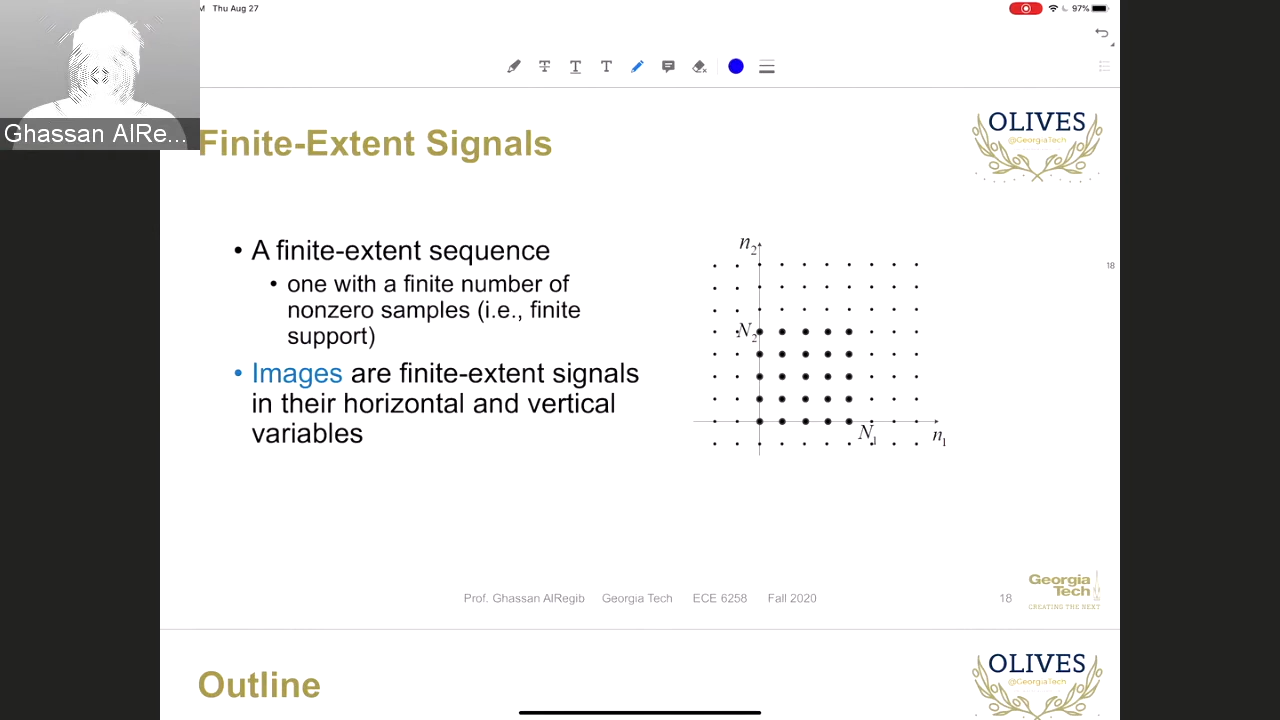 M Thu Aug 27
97%
Ghassan AlRe...
Finite-Extent Signals
OLIVES
@GeorgiaTech
• A finite-extent sequence
• one with a finite number of
nonzero samples (i.e., finite
support)
• Images are finite-extent signals
in their horizontal and vertical
variables
n2
N2
N1
n1
18
Prof. Ghassan AlRegib Georgia Tech ECE 6258 Fall 2020
18
Georgia
Tech
CREATING THE NEXT
Outline
OLIVES
@GeorgiaTech